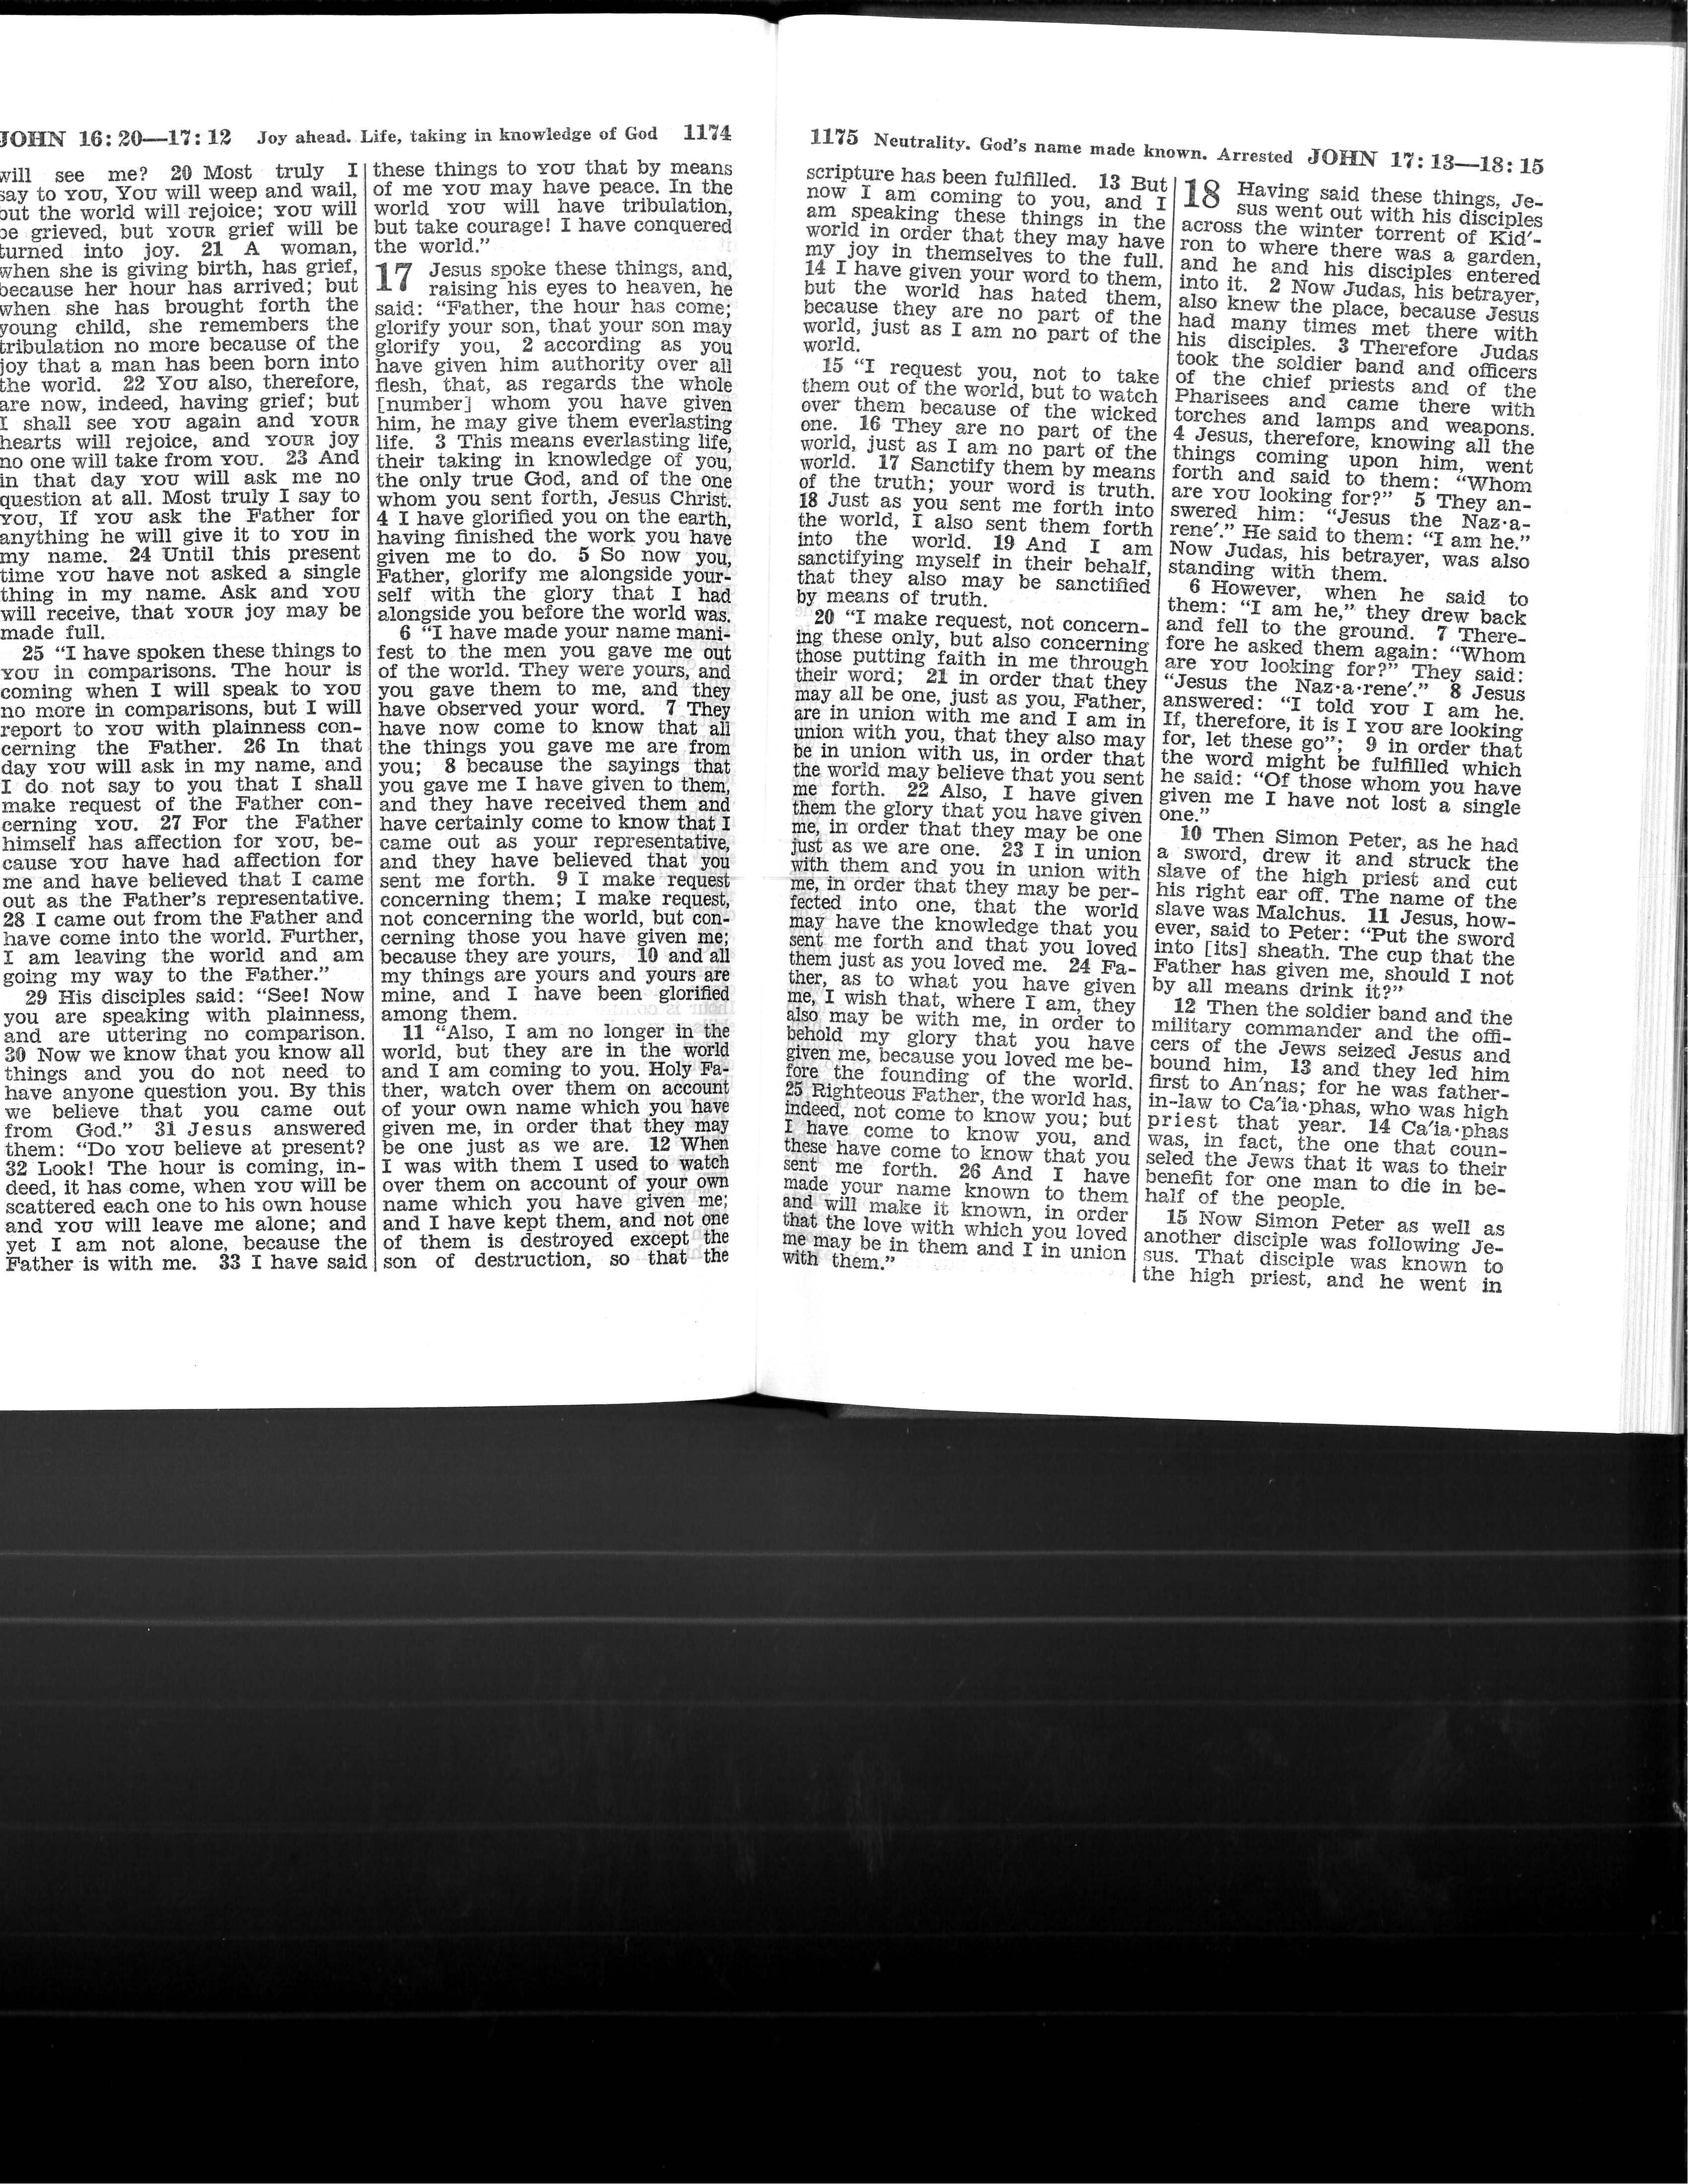 JOHN 16:20—17:12 Joy ahead. Life, taking in knowledge of God 1174
will see me? 20 Most truly I
say to YOU, YOU will weep and wail,
but the world will rejoice; YOU will
be grieved, but YOUR grief will be
turned into joy. 21 A woman,
when she is giving birth, has grief,
because her hour has arrived; but
when she has brought forth the
young child, she remembers the
tribulation no more because of the
joy that a man has been born into
the world. 22 YOU also, therefore,
are now, indeed, having grief; but
I shall see YOU again and YOUR
hearts will rejoice, and YOUR joy
no one will take from YOU. 23 And
in that day YOU will ask me no
question at all. Most truly I say to
YOU, If YOU ask the Father for
anything he will give it to YOU in
my name. 24 Until this present
time YOU have not asked a single
thing in my name. Ask and YOU
will receive, that YOUR joy may be
made full.
25 “I have spoken these things to
YOU in comparisons. The hour is
coming when I will speak to YOU
no more in comparisons, but I will
report to YOU with plainness con-
cerning the Father. 26 In that
day YOU will ask in my name, and
I do not say to you that I shall
make request of the Father con-
cerning YOU. 27 For the Father
himself has affection for YOU, be-
cause YOU have had affection for
me and have believed that I came
out as the Father’s representative.
28 I came out from the Father and
have come into the world. Further,
I am leaving the world and am
going my way to the Father.”
29 His disciples said: “See! Now
you are speaking with plainness,
and are uttering no comparison.
30 Now we know that you know all
things and you do not need to
have anyone question you. By this
we believe that you came out
from God.” 31 Jesus answered
them: “Do YOU believe at present?
32 Look! The hour is coming, in-
deed, it has come, when YOU will be
scattered each one to his own house
and YOU will leave me alone; and
yet I am not alone, because the
Father is with me. 33 I have said
these things to YOU that by means
of me YOU may have peace. In the
world YOU will have tribulation,
but take courage! I have conquered
the world.”
17 Jesus spoke these things, and,
raising his eyes to heaven, he
said: “Father, the hour has come;
glorify your son, that your son may
glorify you, 2 according as you
have given him authority over all
flesh, that, as regards the whole
[number] whom you have given
him, he may give them everlasting
life. 3 This means everlasting life,
their taking in knowledge of you,
the only true God, and of the one
whom you sent forth, Jesus Christ.
4 I have glorified you on the earth,
having finished the work you have
given me to do. 5 So now you,
Father, glorify me alongside your-
self with the glory that I had
alongside you before the world was.
6 “I have made your name mani-
fest to the men you gave me out
of the world. They were yours, and
you gave them to me, and they
have observed your word. 7 They
have now come to know that all
the things you gave me are from
you; 8 because the sayings that
you gave me I have given to them,
and they have received them and
have certainly come to know that I
came out as your representative,
and they have believed that you
sent me forth. 9 I make request
concerning them; I make request,
not concerning the world, but con-
cerning those you have given me;
because they are yours, 10 and all
my things are yours and yours are
mine, and I have been glorified
among them.
11 “Also, I am no longer in the
world, but they are in the world
and I am coming to you. Holy Fa-
ther, watch over them on account
of your own name which you have
given me, in order that they may
be one just as we are. 12 When
I was with them I used to watch
over them on account of your own
name which you have given me;
and I have kept them, and not one
of them is destroyed except the
son of destruction, so that the
1175 Neutrality. God’s name made known. Arrested JOHN 17:13—18:15
scripture has been fulfilled. 13 But
now I am coming to you, and I
am speaking these things in the
world in order that they may have
my joy in themselves to the full.
14 I have given your word to them,
but the world has hated them,
because they are no part of the
world, just as I am no part of the
world.
15 “I request you, not to take
them out of the world, but to watch
over them because of the wicked
one. 16 They are no part of the
world, just as I am no part of the
world. 17 Sanctify them by means
of the truth; your word is truth.
18 Just as you sent me forth into
the world, I also sent them forth
into the world. 19 And I am
sanctifying myself in their behalf,
that they also may be sanctified
by means of truth.
20 “I make request, not concern-
ing these only, but also concerning
those putting faith in me through
their word; 21 in order that they
may all be one, just as you, Father,
are in union with me and I am in
union with you, that they also may
be in union with us, in order that
the world may believe that you sent
me forth. 22 Also, I have given
them the glory that you have given
me, in order that they may be one
just as we are one. 23 I in union
with them and you in union with
me, in order that they may be per-
fected into one, that the world
may have the knowledge that you
sent me forth and that you loved
them just as you loved me. 24 Fa-
ther, as to what you have given
me, I wish that, where I am, they
also may be with me, in order to
behold my glory that you have
given me, because you loved me be-
fore the founding of the world.
25 Righteous Father, the world has,
indeed, not come to know you; but
I have come to know you, and
these have come to know that you
sent me forth. 26 And I have
made your name known to them
and will make it known, in order
that the love with which you loved
me may be in them and I in union
with them.”
18 Having said these things, Je-
sus went out with his disciples
across the winter torrent of Kid′-
ron to where there was a garden,
and he and his disciples entered
into it. 2 Now Judas, his betrayer,
also knew the place, because Jesus
had many times met there with
his disciples. 3 Therefore Judas
took the soldier band and officers
of the chief priests and of the
Pharisees and came there with
torches and lamps and weapons.
4 Jesus, therefore, knowing all the
things coming upon him, went
forth and said to them: “Whom
are YOU looking for?” 5 They an-
swered him: “Jesus the Naz·a-
rene′.” He said to them: “I am he.”
Now Judas, his betrayer, was also
standing with them.
6 However, when he said to
them: “I am he,” they drew back
and fell to the ground. 7 There-
fore he asked them again: “Whom
are YOU looking for?” They said:
“Jesus the Naz·a·rene′.” 8 Jesus
answered: “I told YOU I am he.
If, therefore, it is I YOU are looking
for, let these go”; 9 in order that
the word might be fulfilled which
he said: “Of those whom you have
given me I have not lost a single
one.”
10 Then Simon Peter, as he had
a sword, drew it and struck the
slave of the high priest and cut
his right ear off. The name of the
slave was Malchus. 11 Jesus, how-
ever, said to Peter: “Put the sword
into [its] sheath. The cup that the
Father has given me, should I not
by all means drink it?”
12 Then the soldier band and the
military commander and the offi-
cers of the Jews seized Jesus and
bound him, 13 and they led him
first to An′nas; for he was father-
in-law to Ca′ia·phas, who was high
priest that year. 14 Ca′ia·phas
was, in fact, the one that coun-
seled the Jews that it was to their
benefit for one man to die in be-
half of the people.
15 Now Simon Peter as well as
another disciple was following Je-
sus. That disciple was known to
the high priest, and he went in